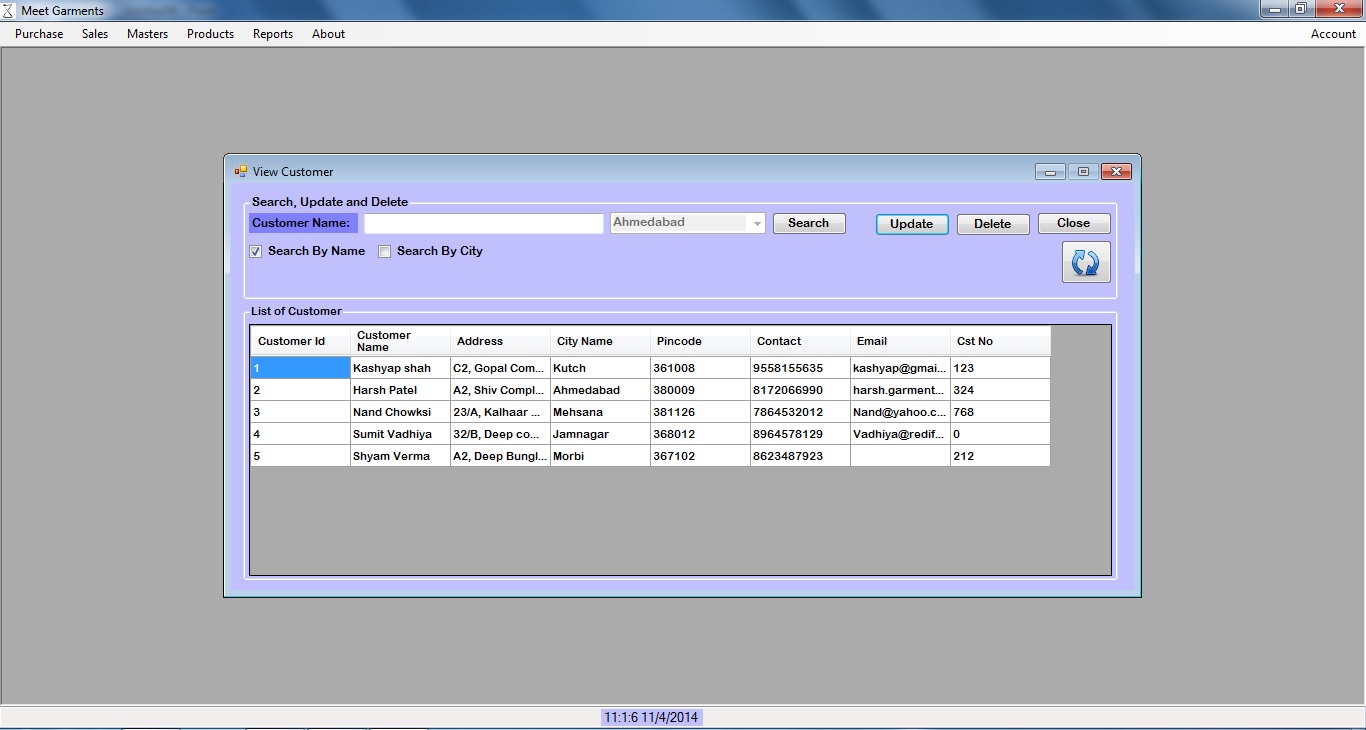 Meet Garments
Purchase Sales Masters Products Reports About Account
View Customer
Search, Update and Delete
Customer Name: Ahmedabad Search Update Delete Close
Search By Name Search By City
List of Customer
Customer Id Customer Name Address City Name Pincode Contact Email Cst No
1 Kashyap shah C2, Gopal Com... Kutch 361008 9558155635 kashyap@gmai... 123
2 Harsh Patel A2, Shiv Compl... Ahmedabad 380009 8172066990 harsh.garment... 324
3 Nand Chowksi 23/A, Kalhaar ... Mehsana 381126 7864532012 Nand@yahoo.c... 768
4 Sumit Vadhiya 32/B, Deep co... Jamnagar 368012 8964578129 Vadhiya@redif... 0
5 Shyam Verma A2, Deep Bungl... Morbi 367102 8623487923 212
11:1:6 11/4/2014